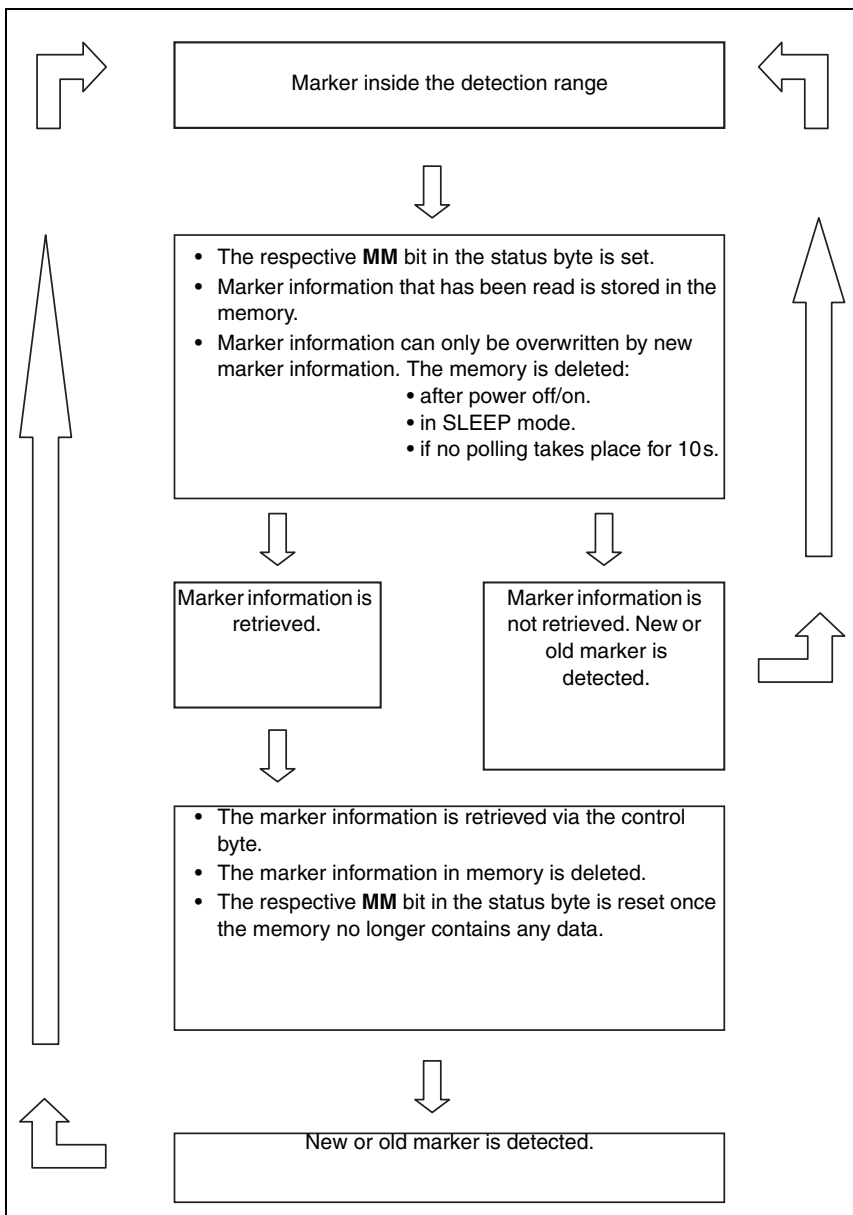 Marker inside the detection range
• The respective MM bit in the status byte is set.
• Marker information that has been read is stored in the
memory.
• Marker information can only be overwritten by new
marker information. The memory is deleted:
• after power off/on.
• in SLEEP mode.
• if no polling takes place for 10s.
Marker information is
retrieved.
Marker information is
not retrieved. New or
old marker is
detected.
• The marker information is retrieved via the control
byte.
• The marker information in memory is deleted.
• The respective MM bit in the status byte is reset once
the memory no longer contains any data.
New or old marker is detected.